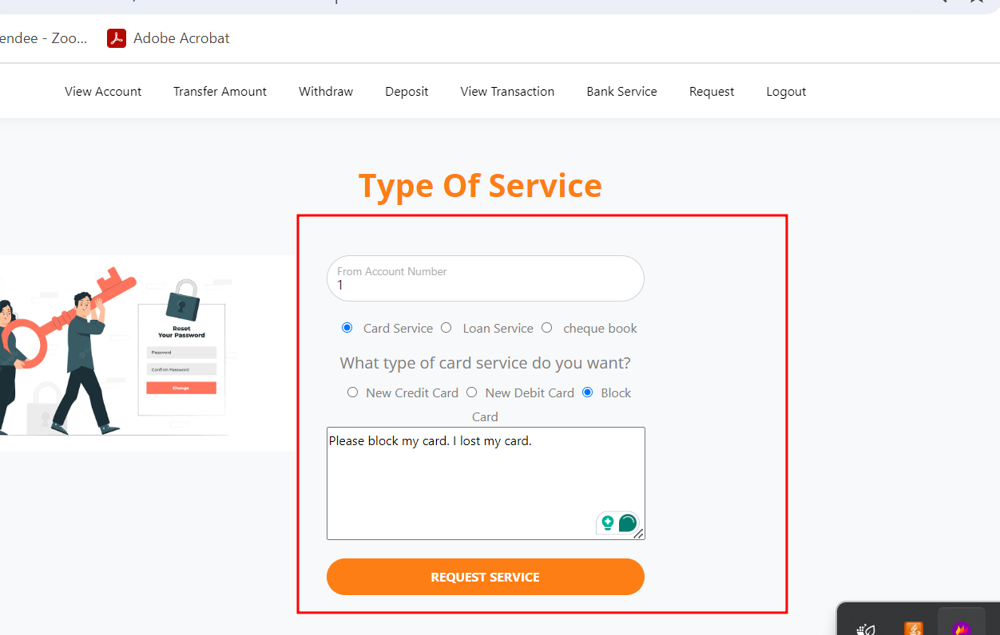 endee - Zoo...
Adobe Acrobat
View Account Transfer Amount Withdraw Deposit View Transaction Bank Service Request Logout
Type Of Service
Reset
Your Password
Password
Confirm Password
Change
From Account Number
1
Card Service Loan Service cheque book
What type of card service do you want?
New Credit Card New Debit Card Block
Card
Please block my card. I lost my card.
REQUEST SERVICE